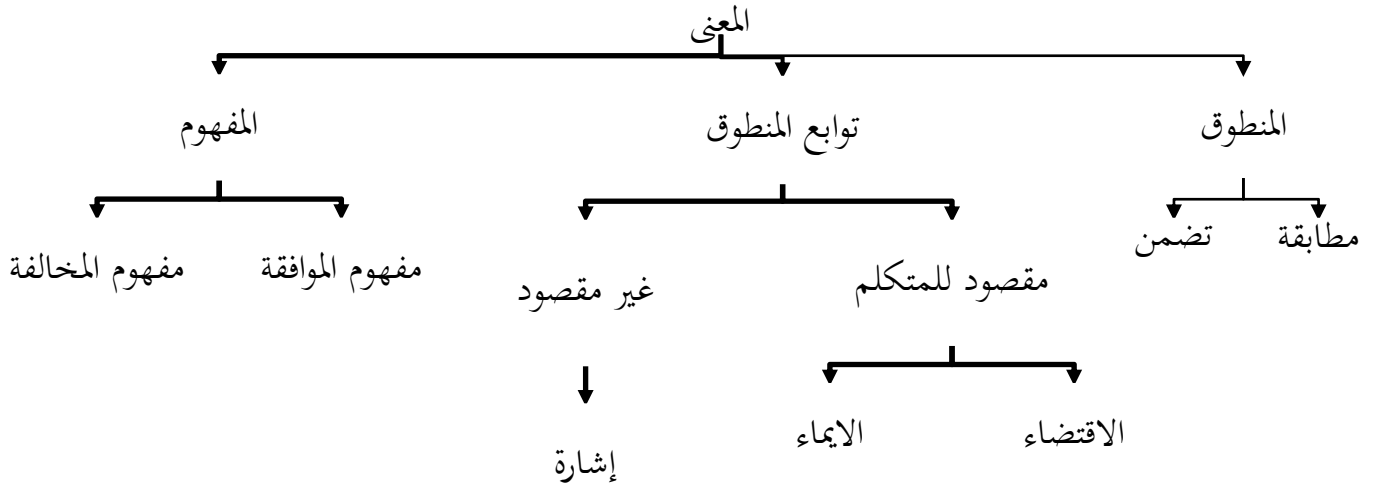 المعنى
المنطوق
توابع المنطوق
المفهوم
مطابقة
تضمن
مقصود للمتكلم
غير مقصود
مفهوم الموافقة
مفهوم المخالفة
الاقتضاء
الايماء
إشارة